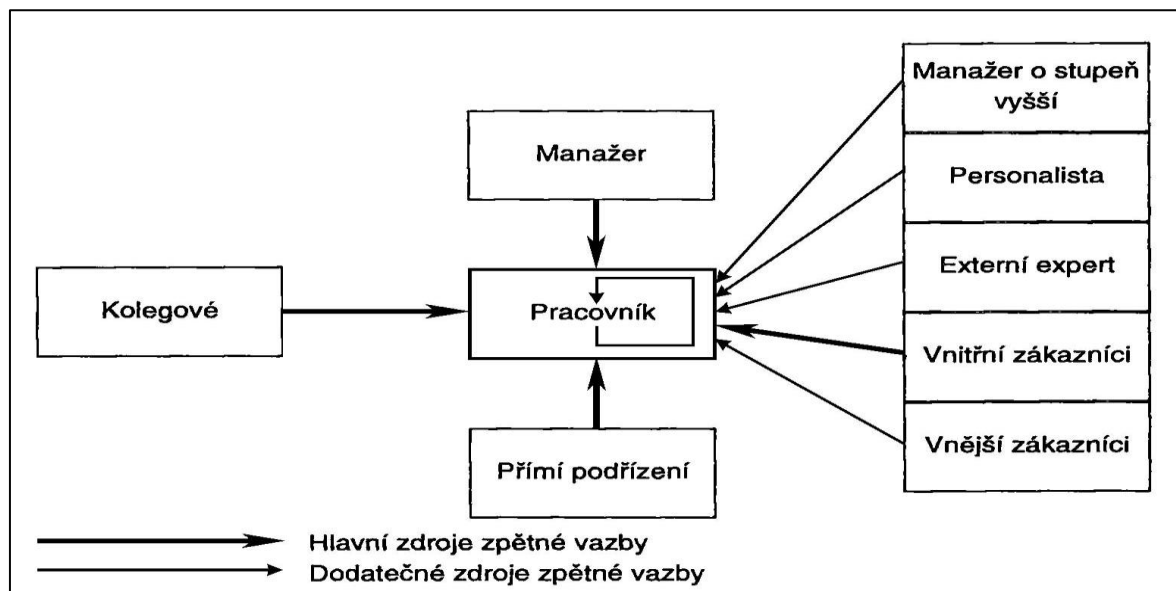 Manažer o stupeň
vyšší
Manažer
Personalista
Externí expert
Kolegové
Pracovník
Vnitřní zákazníci
Vnější zákazníci
Přímí podřízení
Hlavní zdroje zpětné vazby
Dodatečné zdroje zpětné vazby